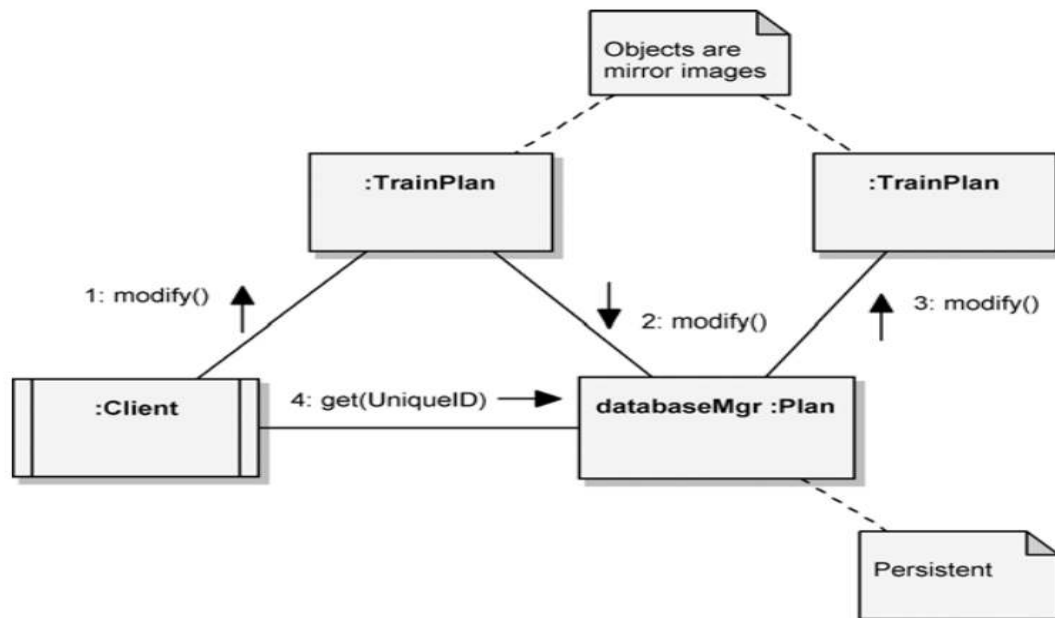 Objects are
mirror images
:TrainPlan
:TrainPlan
1: modify()
2: modify()
3: modify()
:Client
4: get(UniqueID)
databaseMgr :Plan
Persistent